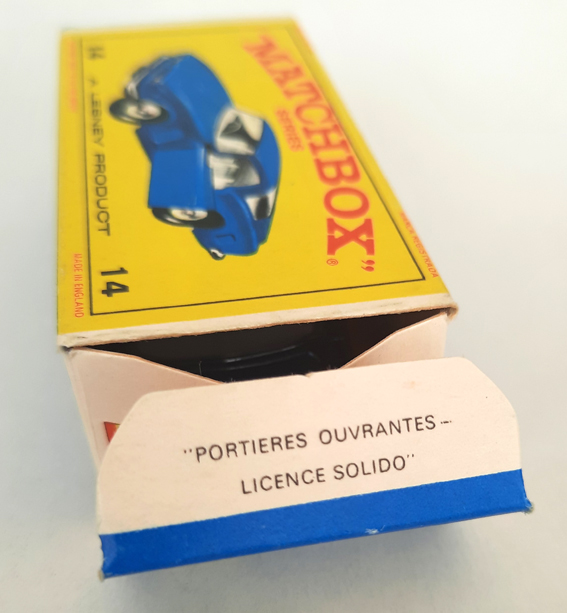 "MATCHBOX"®
SERIES
14 A LESNEY PRODUCT 14
MADE IN ENGLAND
"PORTIERES OUVRANTES –
LICENCE SOLIDO"